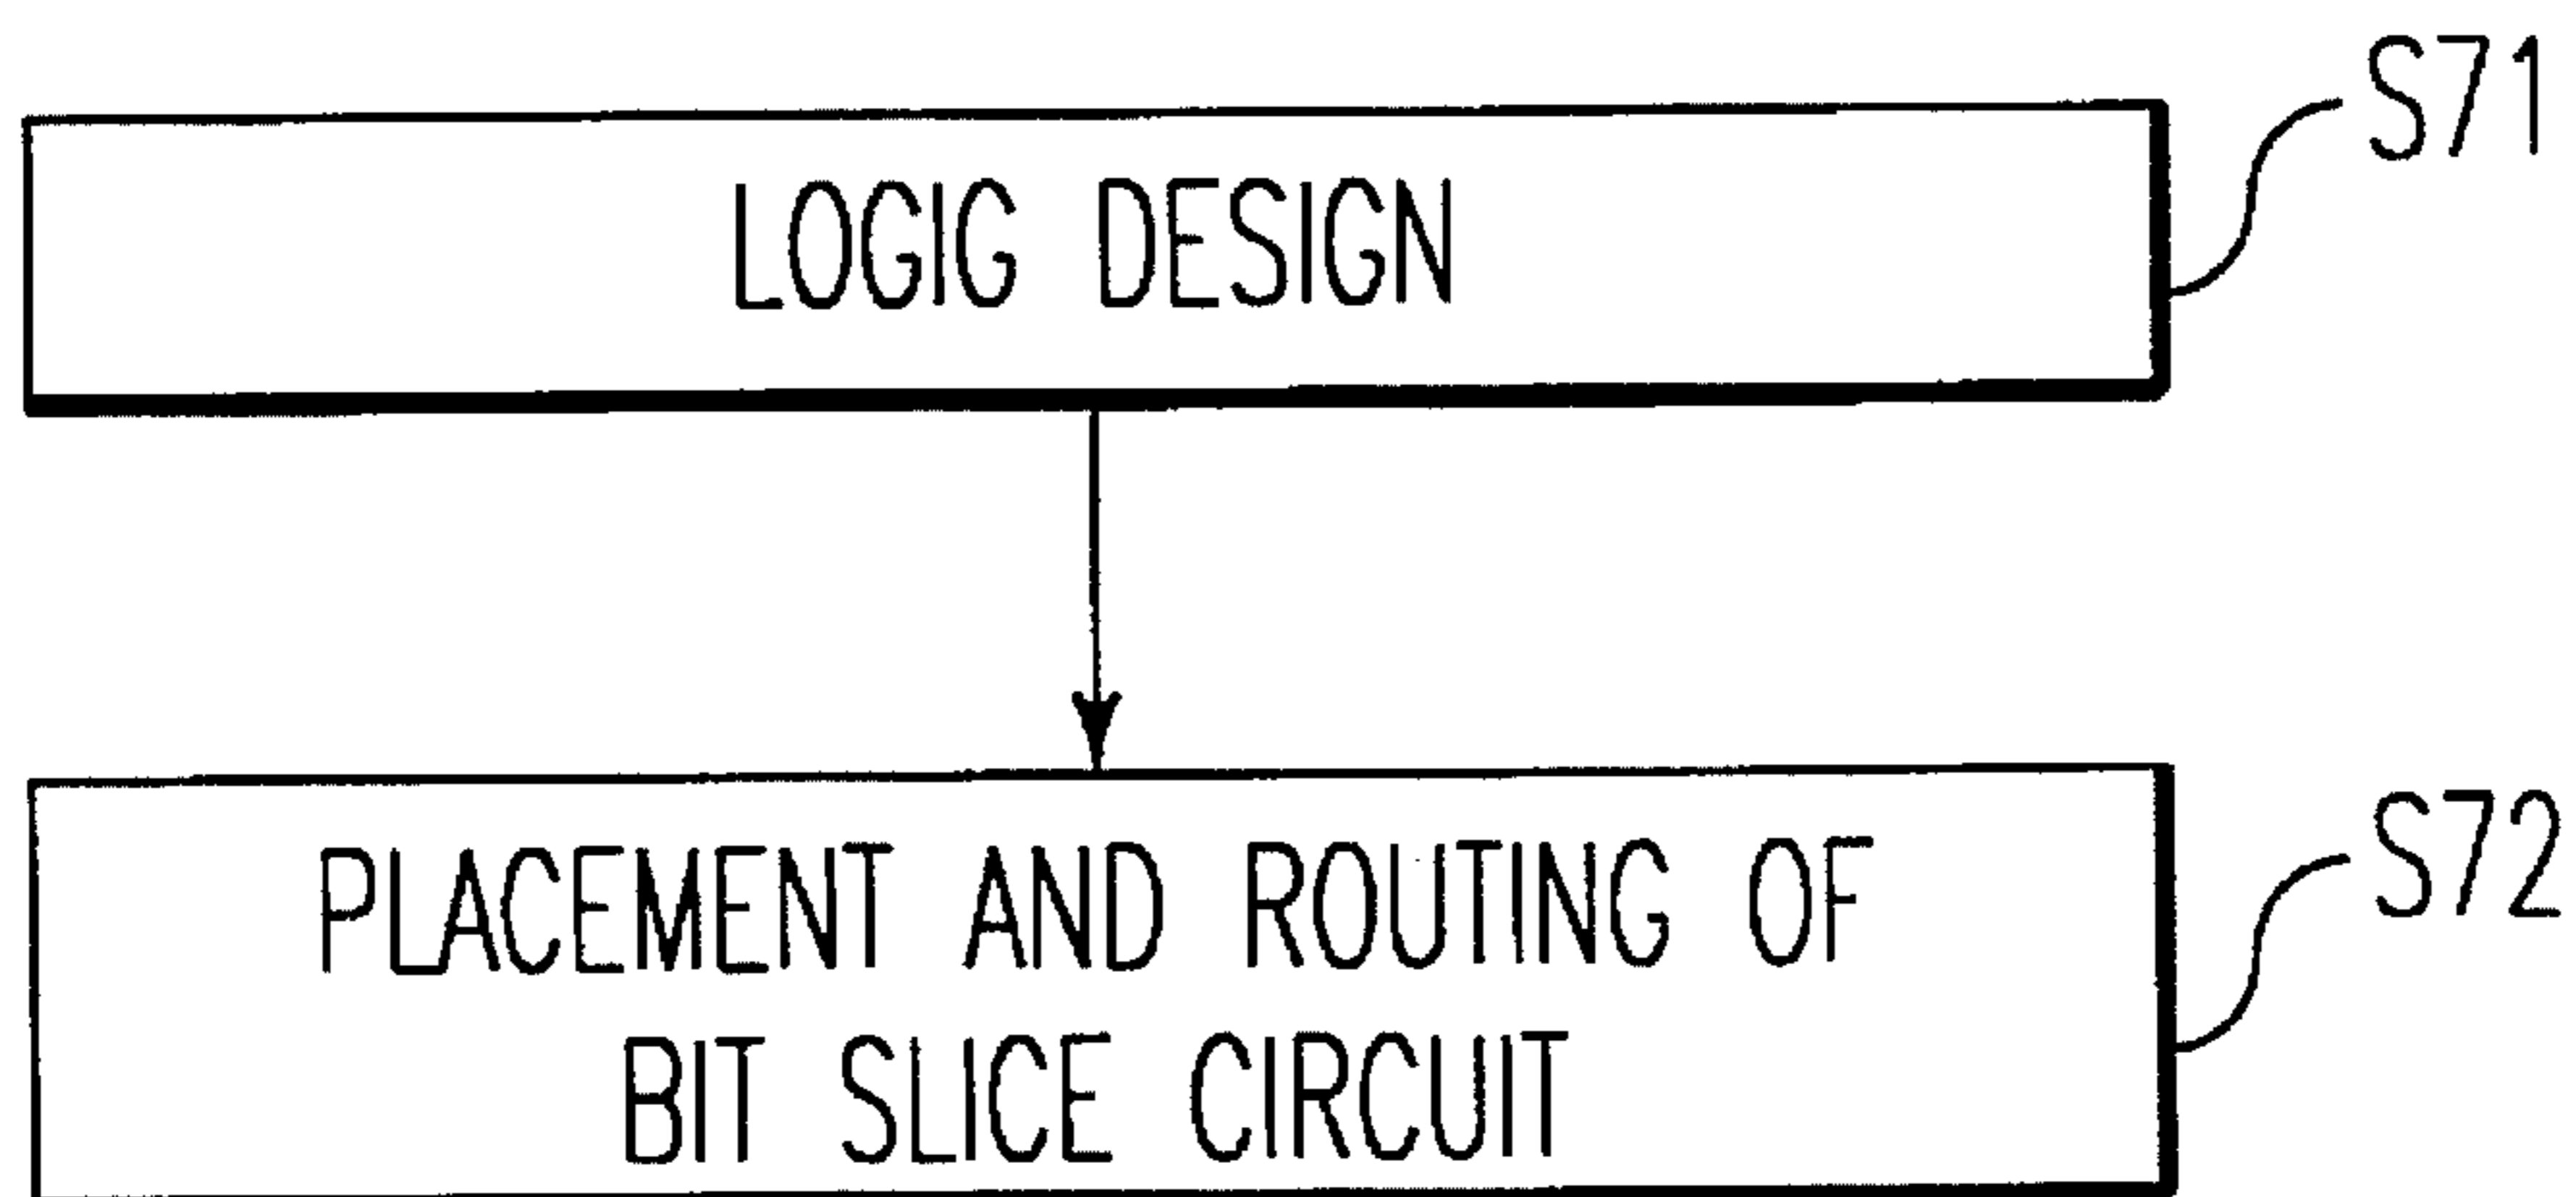 S71
LOGIG DESIGN
PLACEMENT AND ROUTING OF
BIT SLICE CIRCUIT
S72